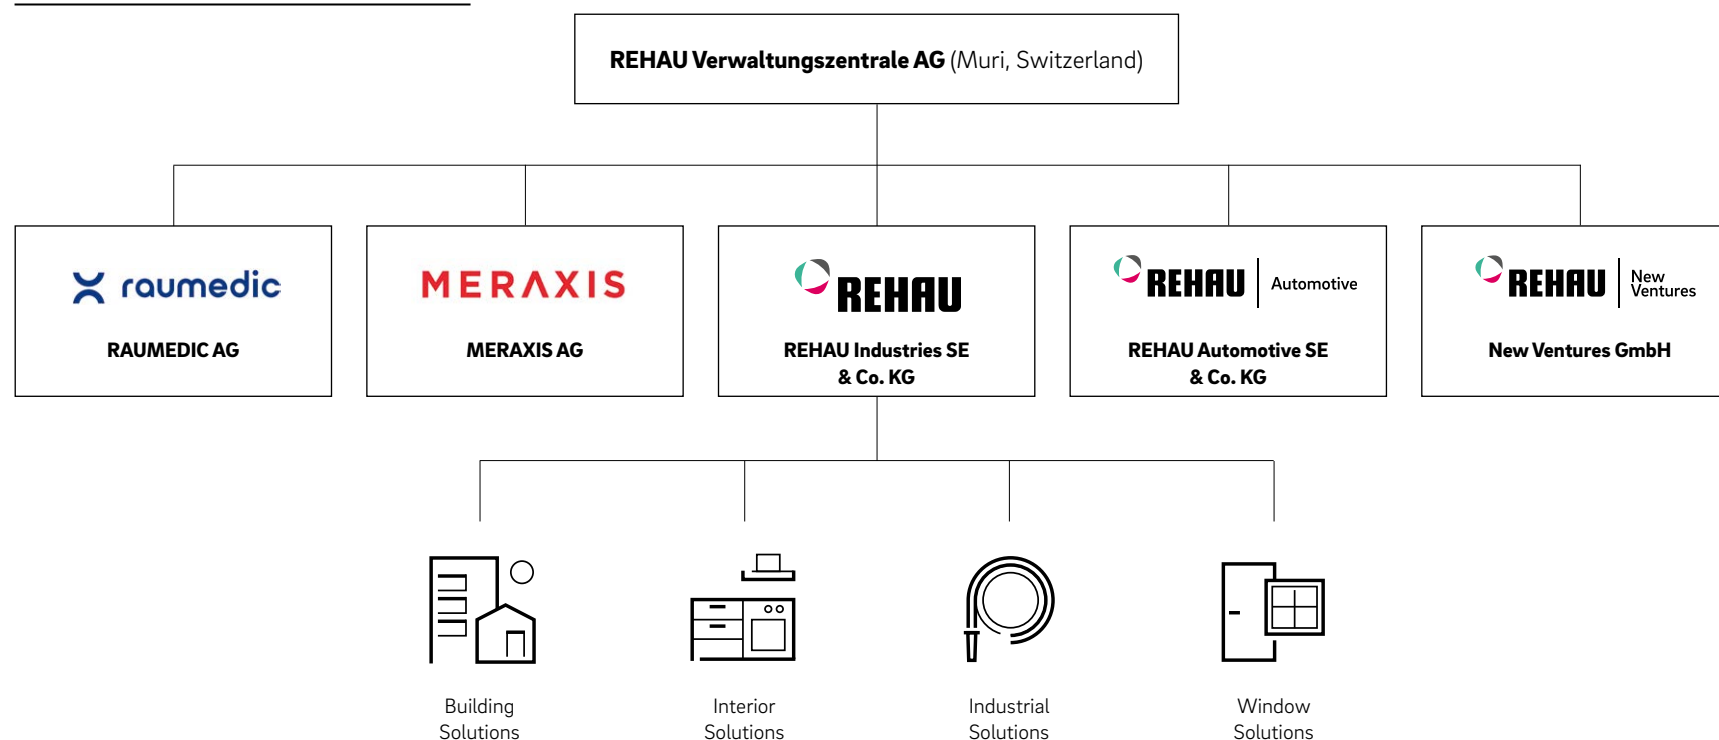 REHAU Verwaltungszentrale AG (Muri, Switzerland)
raumedic
RAUMEDIC AG
MERAXIS
MERAXIS AG
REHAU
REHAU Industries SE
& Co. KG
REHAU Automotive
REHAU Automotive SE
& Co. KG
REHAU New
Ventures
New Ventures GmbH
Building
Solutions
Interior
Solutions
Industrial
Solutions
Window
Solutions